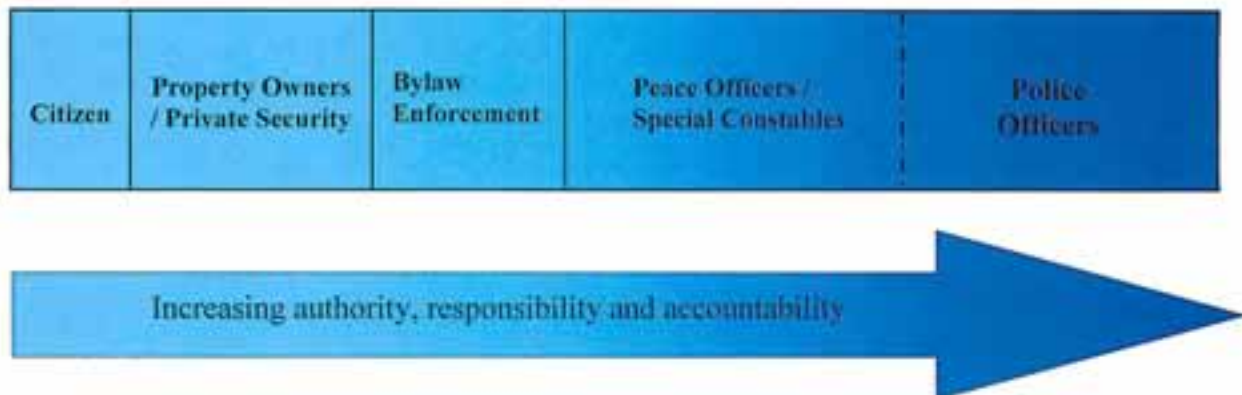 Citizen
Property Owners
/ Private Security
Bylaw
Enforcement
Peace Officers /
Special Constables
Police
Officers
Increasing authority, responsibility and accountability